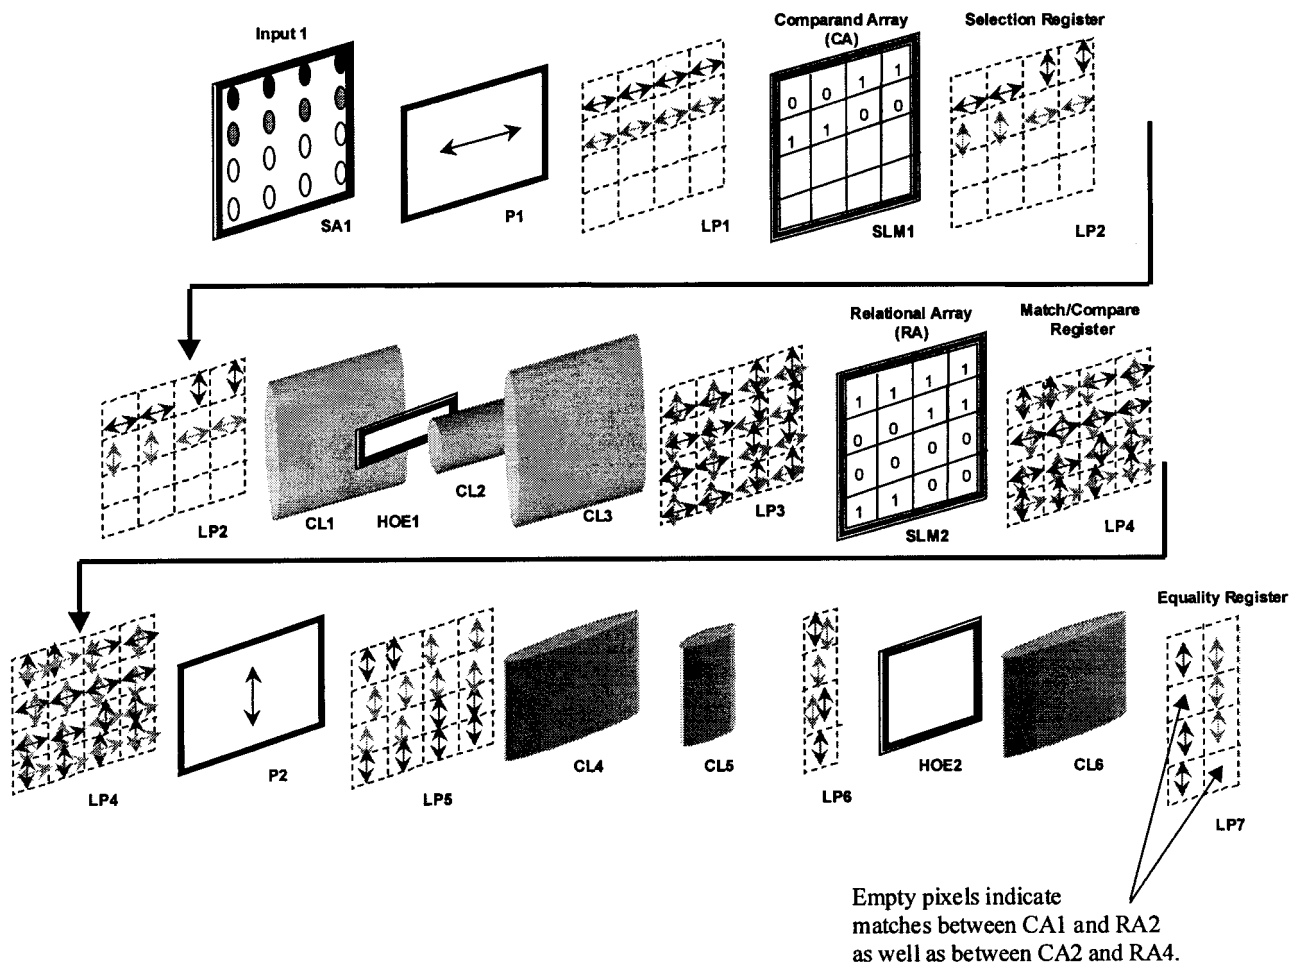 Input 1
Comparand Array
(CA)
Selection Register
0 0 1 1
1 1 0 0
SA1
P1
LP1
SLM1
LP2
Relational Array
(RA)
Match/Compare
Register
1 1 1 1
0 0 1 1
0 0 0 0
1 1 0 0
LP2
CL1
HOE1
CL2
CL3
LP3
SLM2
LP4
Equality Register
LP4
P2
LP5
CL4
CL5
LP6
HOE2
CL6
LP7
Empty pixels indicate
matches between CA1 and RA2
as well as between CA2 and RA4.